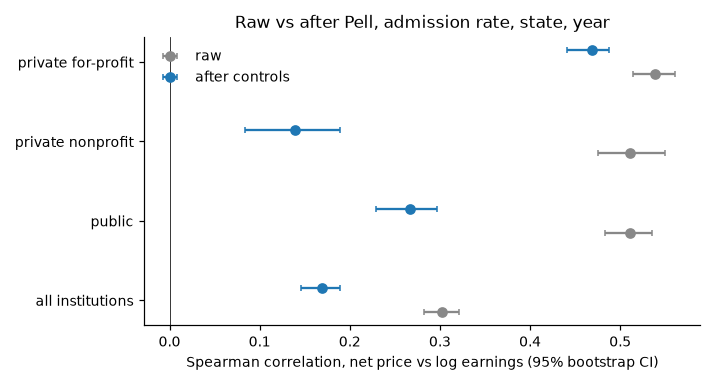 Raw vs after Pell, admission rate, state, year
raw
after controls
private for-profit
private nonprofit
public
all institutions
0.0 0.1 0.2 0.3 0.4 0.5
Spearman correlation, net price vs log earnings (95% bootstrap CI)